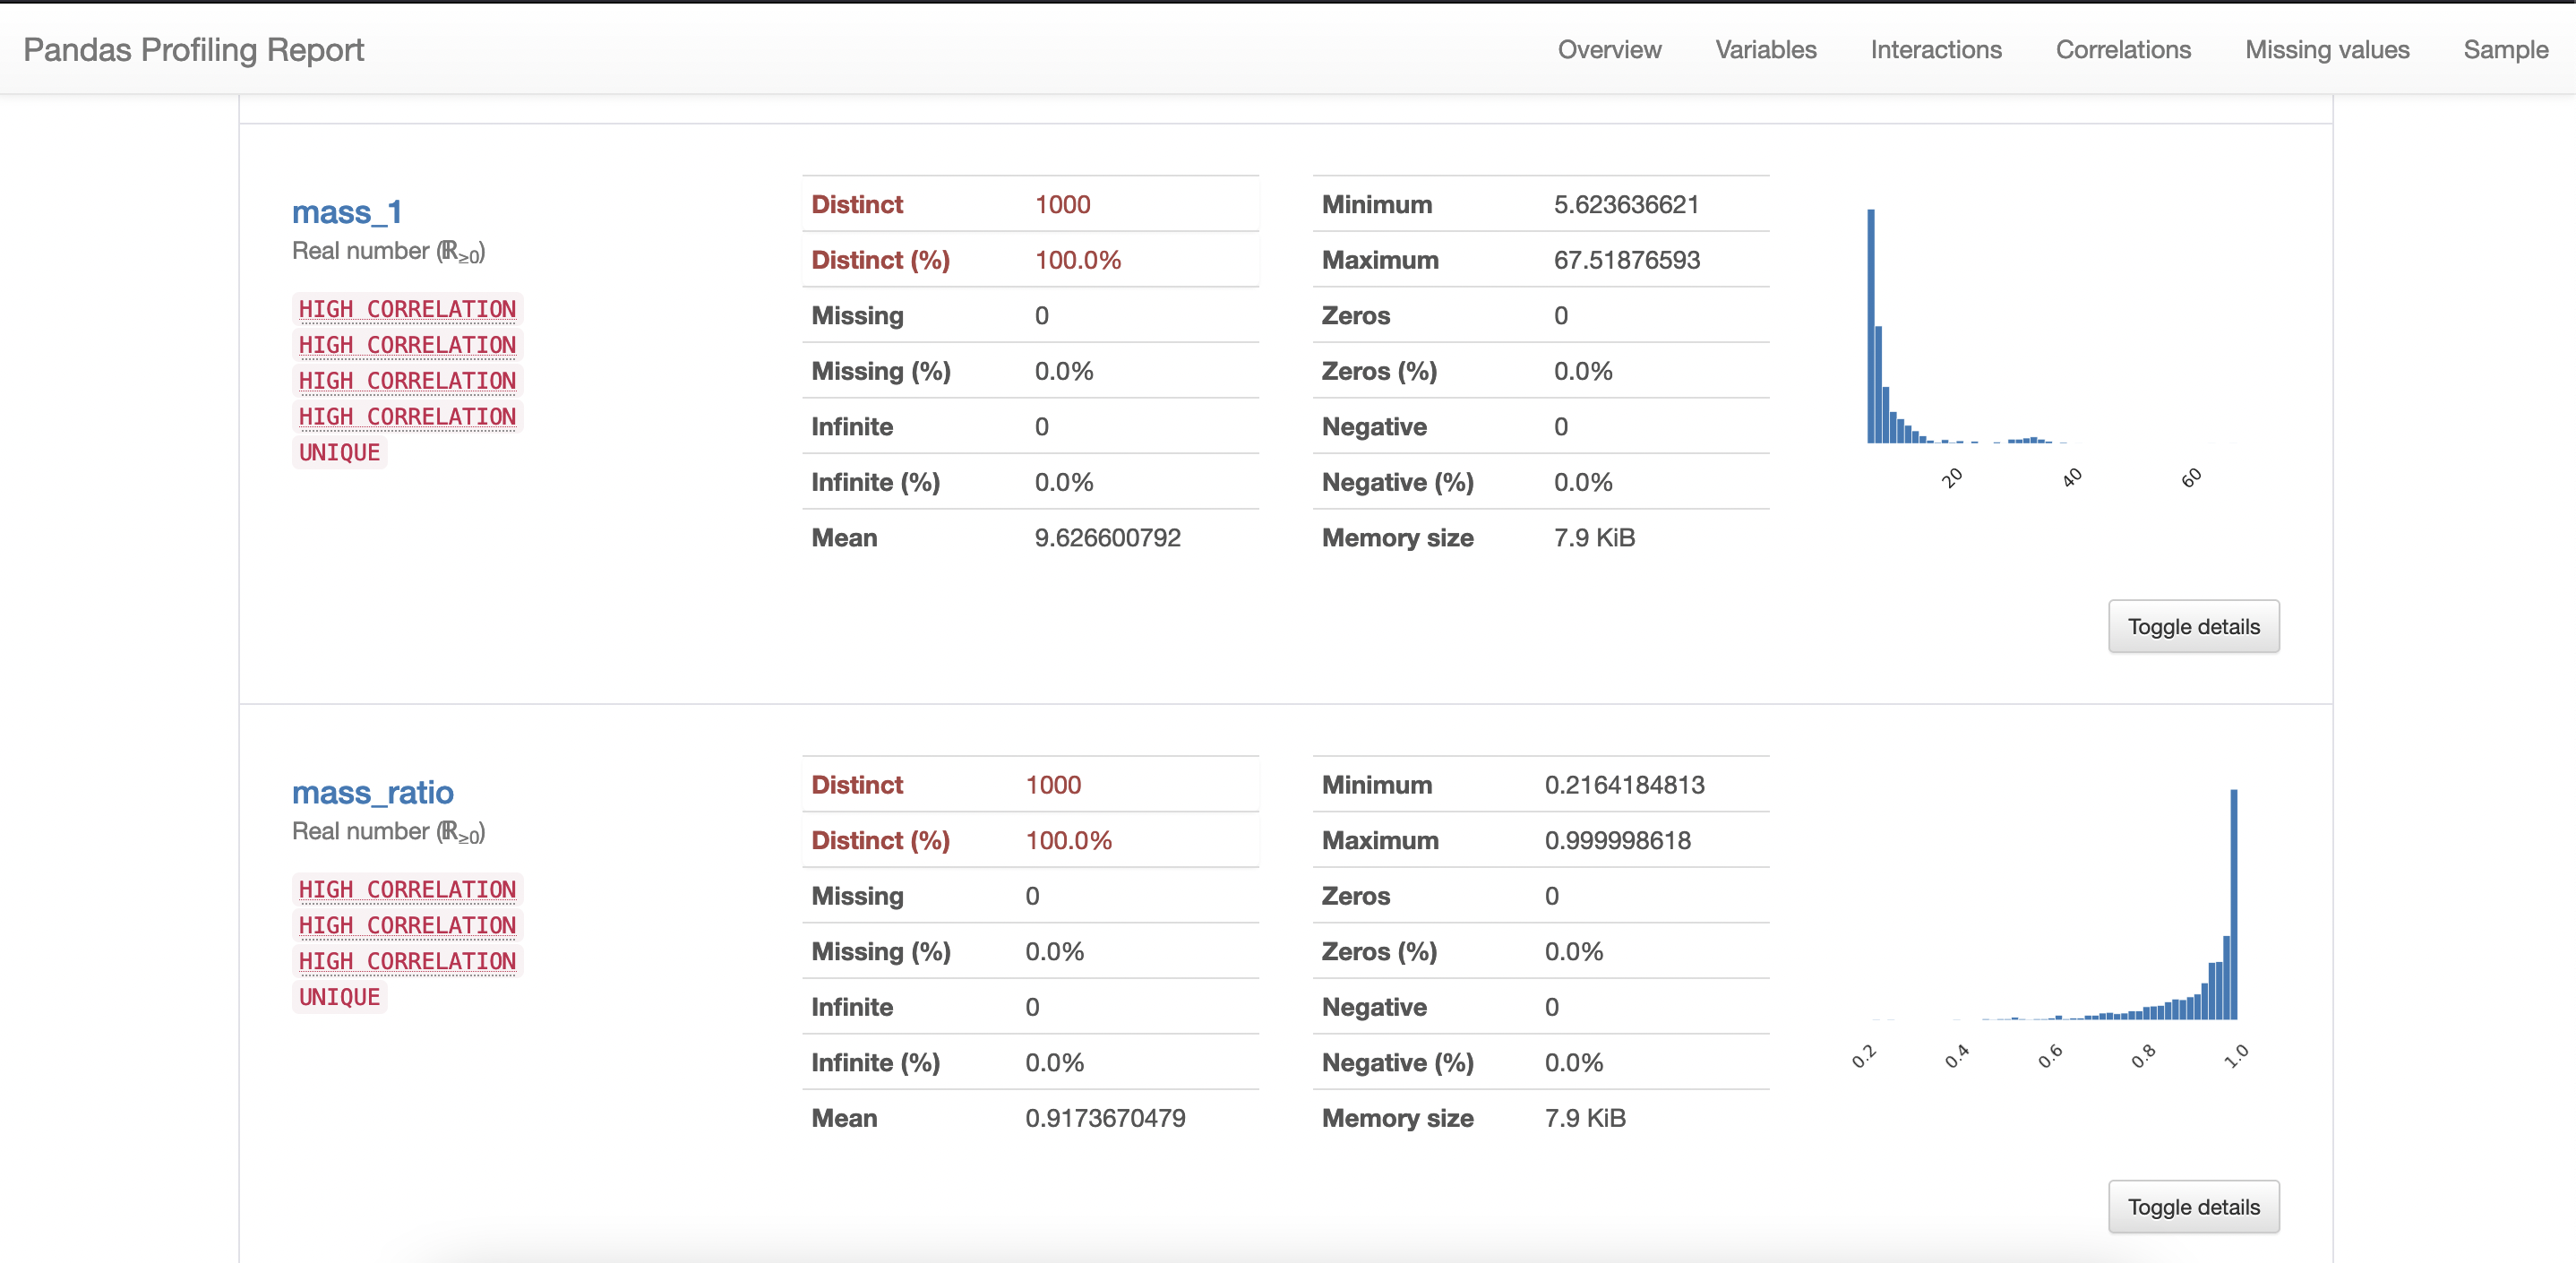 Pandas Profiling Report
Overview Variables Interactions Correlations Missing values Sample
mass_1
Real number (ℝ≥0)
HIGH CORRELATION
HIGH CORRELATION
HIGH CORRELATION
HIGH CORRELATION
UNIQUE
Distinct 1000
Distinct (%) 100.0%
Missing 0
Missing (%) 0.0%
Infinite 0
Infinite (%) 0.0%
Mean 9.626600792
Minimum 5.623636621
Maximum 67.51876593
Zeros 0
Zeros (%) 0.0%
Negative 0
Negative (%) 0.0%
Memory size 7.9 KiB
20 40 60
Toggle details
mass_ratio
Real number (ℝ≥0)
HIGH CORRELATION
HIGH CORRELATION
HIGH CORRELATION
UNIQUE
Distinct 1000
Distinct (%) 100.0%
Missing 0
Missing (%) 0.0%
Infinite 0
Infinite (%) 0.0%
Mean 0.9173670479
Minimum 0.2164184813
Maximum 0.999998618
Zeros 0
Zeros (%) 0.0%
Negative 0
Negative (%) 0.0%
Memory size 7.9 KiB
0.2 0.4 0.6 0.8 1.0
Toggle details